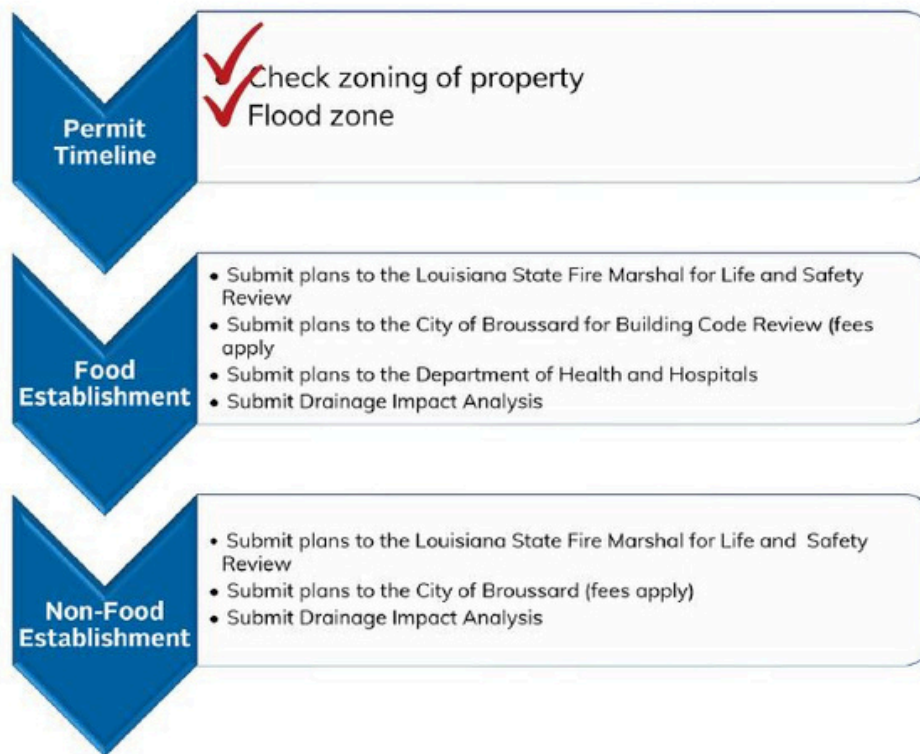 Permit
Timeline
• Check zoning of property
Flood zone
Food
Establishment
• Submit plans to the Louisiana State Fire Marshal for Life and Safety
Review
• Submit plans to the City of Broussard for Building Code Review (fees
apply
• Submit plans to the Department of Health and Hospitals
• Submit Drainage Impact Analysis
Non-Food
Establishment
• Submit plans to the Louisiana State Fire Marshal for Life and Safety
Review
• Submit plans to the City of Broussard (fees apply)
• Submit Drainage Impact Analysis